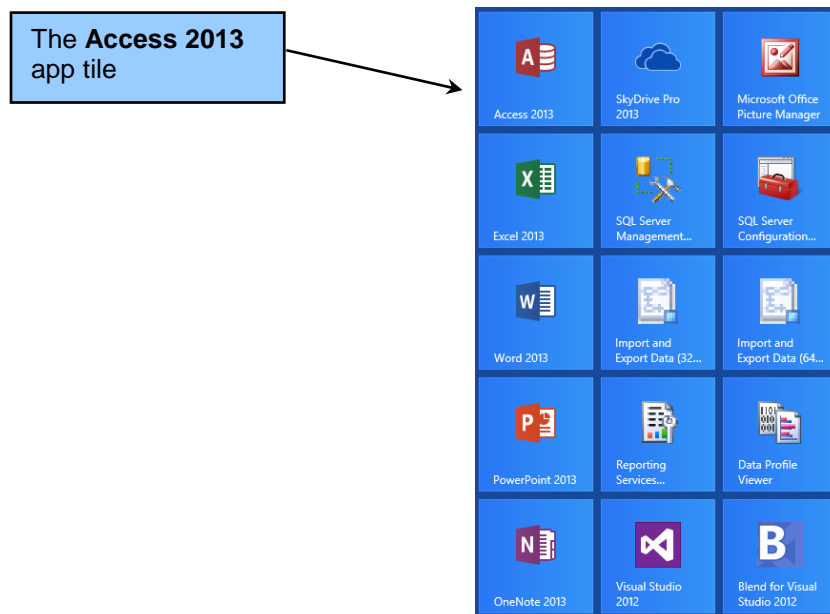 The Access 2013
app tile
Access 2013
SkyDrive Pro
2013
Microsoft Office
Picture Manager
Excel 2013
SQL Server
Management...
SQL Server
Configuration...
Word 2013
Import and
Export Data (32...
Import and
Export Data (64...
PowerPoint 2013
Reporting
Services...
Data Profile
Viewer
OneNote 2013
Visual Studio
2012
Blend for Visual
Studio 2012